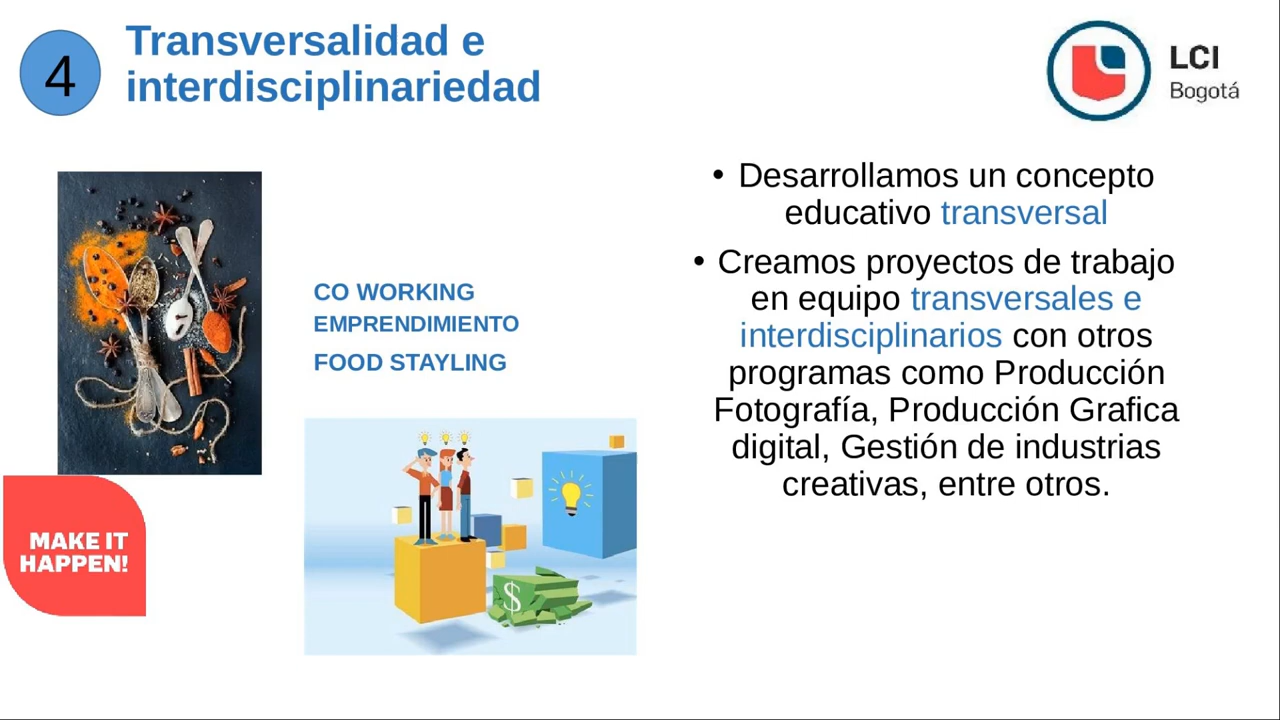 4
Transversalidad e
interdisciplinariedad
LCI
Bogotá
CO WORKING
EMPRENDIMIENTO
FOOD STAYLING
• Desarrollamos un concepto
educativo transversal
• Creamos proyectos de trabajo
en equipo transversales e
interdisciplinarios con otros
programas como Producción
Fotografía, Producción Grafica
digital, Gestión de industrias
creativas, entre otros.
MAKE IT
HAPPEN!
$